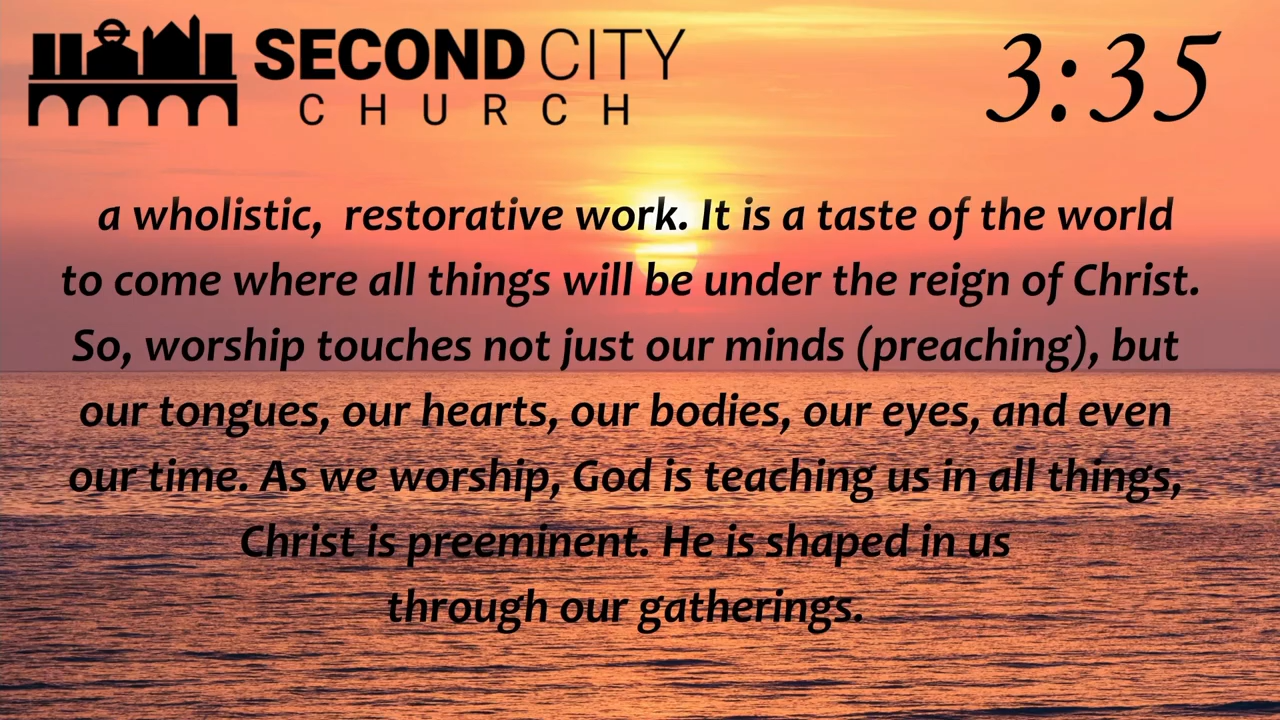 SECOND CITY
CHURCH
3:35
a wholistic, restorative work. It is a taste of the world
to come where all things will be under the reign of Christ.
So, worship touches not just our minds (preaching), but
our tongues, our hearts, our bodies, our eyes, and even
our time. As we worship, God is teaching us in all things,
Christ is preeminent. He is shaped in us
through our gatherings.